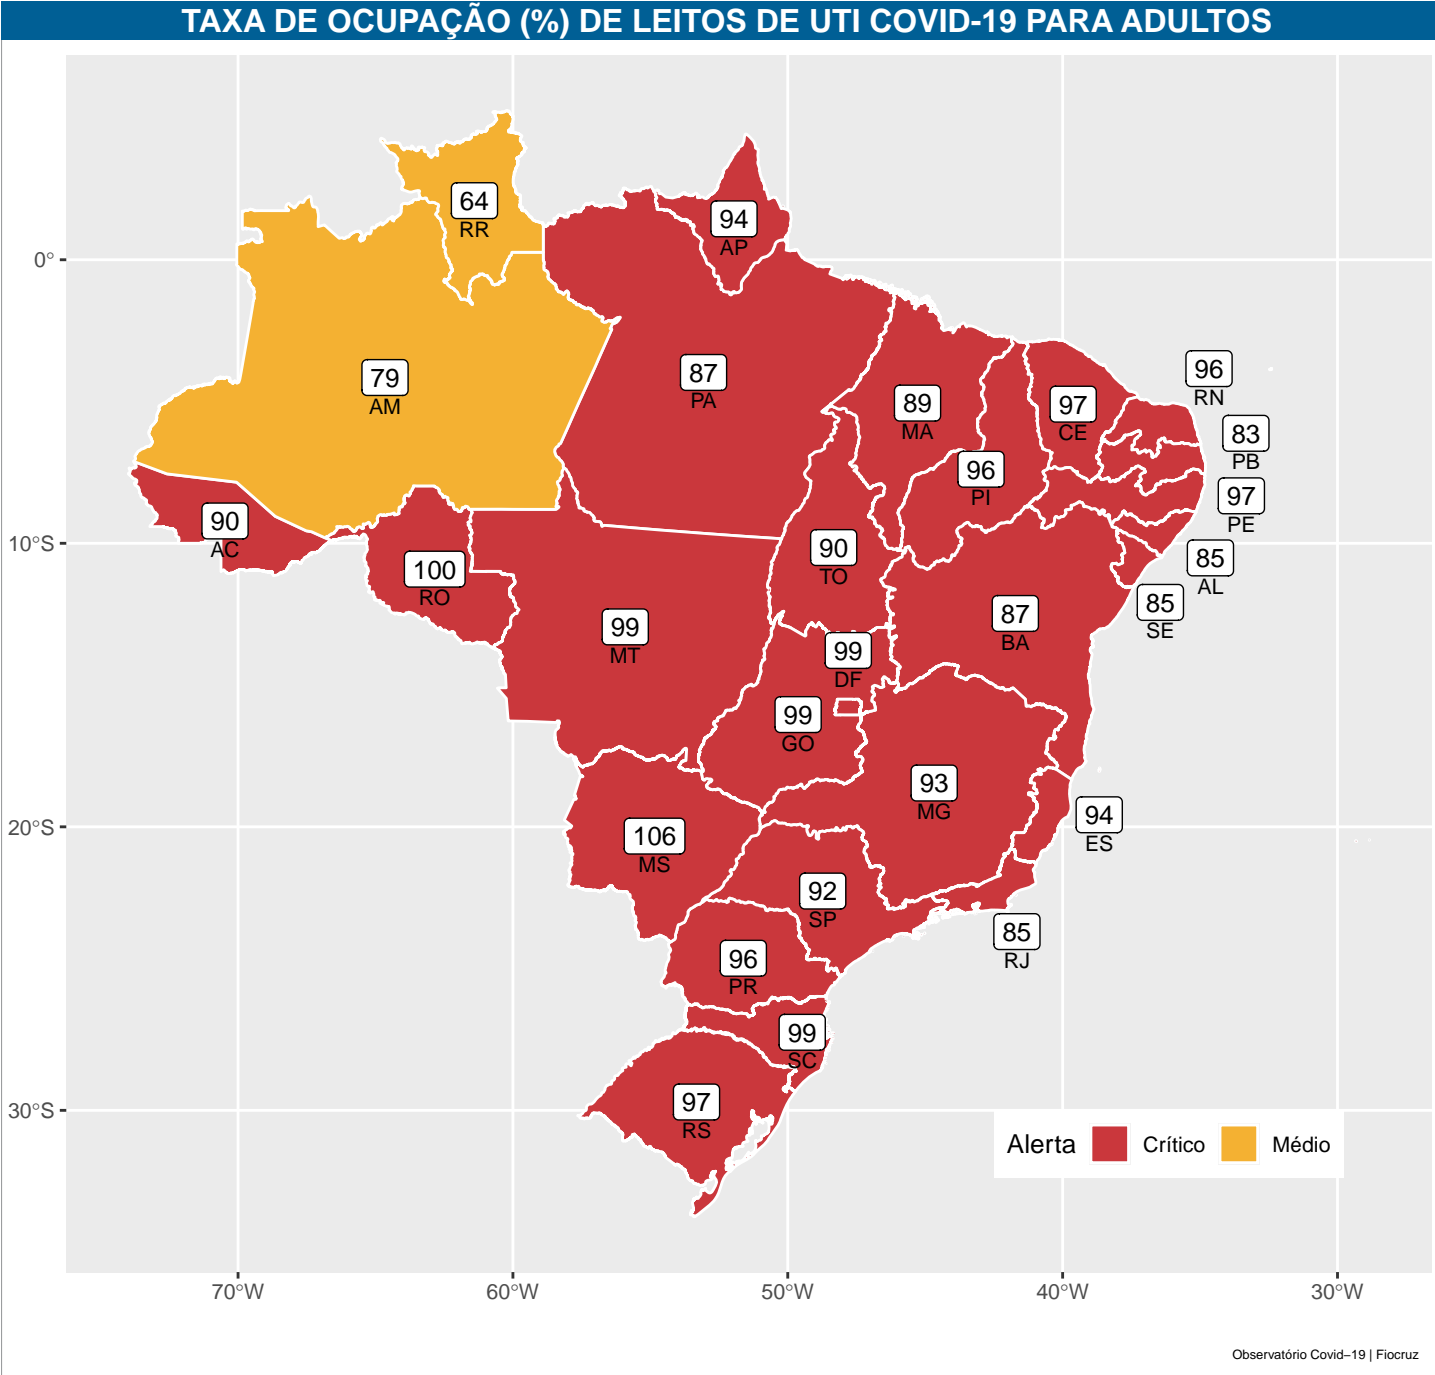 TAXA DE OCUPAÇÃO (%) DE LEITOS DE UTI COVID-19 PARA ADULTOS
64
RR
94
AP
0°
79
AM
87
PA
89
MA
97
CE
96
RN
83
PB
96
PI
97
PE
90
AC
10°S
100
RO
90
TO
85
AL
85
SE
99
MT
87
BA
99
DF
99
GO
93
MG
94
ES
20°S
106
MS
92
SP
85
RJ
96
PR
99
SC
97
RS
30°S
Alerta Crítico Médio
70°W 60°W 50°W 40°W 30°W
Observatório Covid–19 | Fiocruz